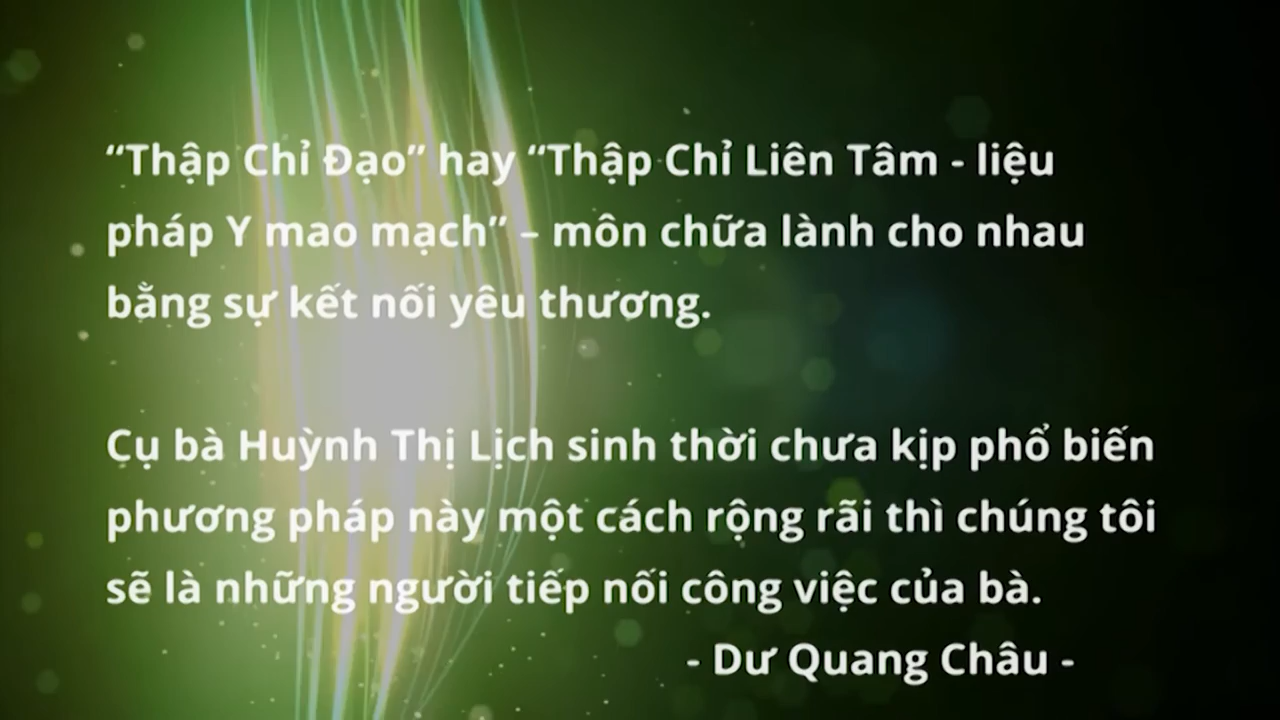 “Thập Chỉ Đạo” hay “Thập Chỉ Liên Tâm - liệu
pháp Y mao mạch” – môn chữa lành cho nhau
bằng sự kết nối yêu thương.
Cụ bà Huỳnh Thị Lịch sinh thời chưa kịp phổ biến
phương pháp này một cách rộng rãi thì chúng tôi
sẽ là những người tiếp nối công việc của bà.
- Dư Quang Châu -